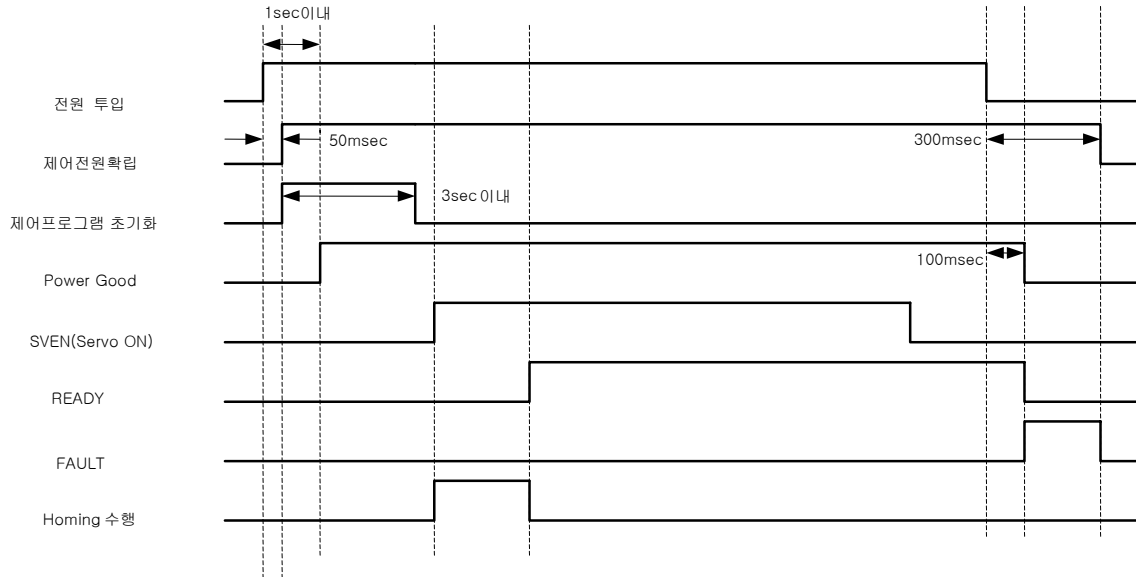 1sec이내
전원 투입
50msec
300msec
제어전원확립
3sec이내
제어프로그램 초기화
100msec
Power Good
SVEN(Servo ON)
READY
FAULT
Homing 수행